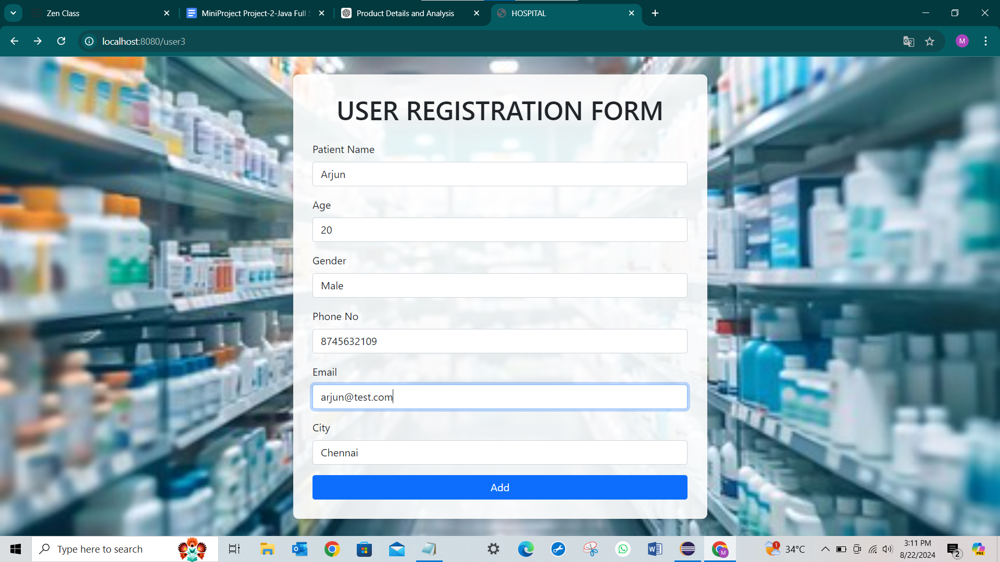 Zen Class
MiniProject Project-2-Java Full S
Product Details and Analysis
HOSPITAL
localhost:8080/user3
M
USER REGISTRATION FORM
Patient Name
Arjun
Age
20
Gender
Male
Phone No
8745632109
Email
arjun@test.com
City
Chennai
Add
Type here to search
1
34°C
3:11 PM
8/22/2024
2
PRE
M